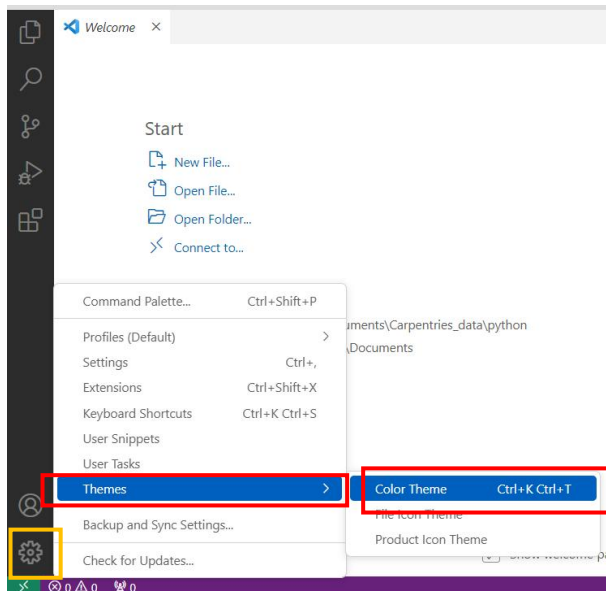 Welcome
Start
New File...
Open File...
Open Folder...
Connect to...
Command Palette... Ctrl+Shift+P
uments\Carpentries_data\python
Profiles (Default)
\Documents
Settings Ctrl+,
Extensions Ctrl+Shift+X
Keyboard Shortcuts Ctrl+K Ctrl+S
User Snippets
User Tasks
Themes
Color Theme Ctrl+K Ctrl+T
File Icon Theme
Backup and Sync Settings...
Product Icon Theme
Show welcome p
Check for Updates...
0 0 0